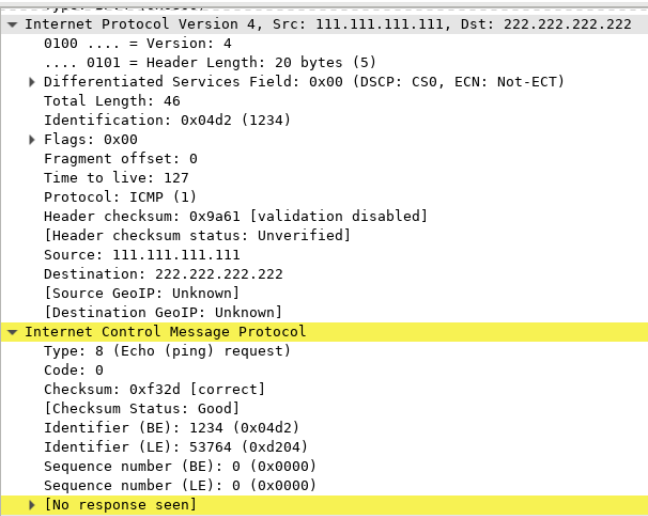 Internet Protocol Version 4, Src: 111.111.111.111, Dst: 222.222.222.222
0100 .... = Version: 4
.... 0101 = Header Length: 20 bytes (5)
Differentiated Services Field: 0x00 (DSCP: CS0, ECN: Not-ECT)
Total Length: 46
Identification: 0x04d2 (1234)
Flags: 0x00
Fragment offset: 0
Time to live: 127
Protocol: ICMP (1)
Header checksum: 0x9a61 [validation disabled]
[Header checksum status: Unverified]
Source: 111.111.111.111
Destination: 222.222.222.222
[Source GeoIP: Unknown]
[Destination GeoIP: Unknown]
Internet Control Message Protocol
Type: 8 (Echo (ping) request)
Code: 0
Checksum: 0xf32d [correct]
[Checksum Status: Good]
Identifier (BE): 1234 (0x04d2)
Identifier (LE): 53764 (0xd204)
Sequence number (BE): 0 (0x0000)
Sequence number (LE): 0 (0x0000)
[No response seen]